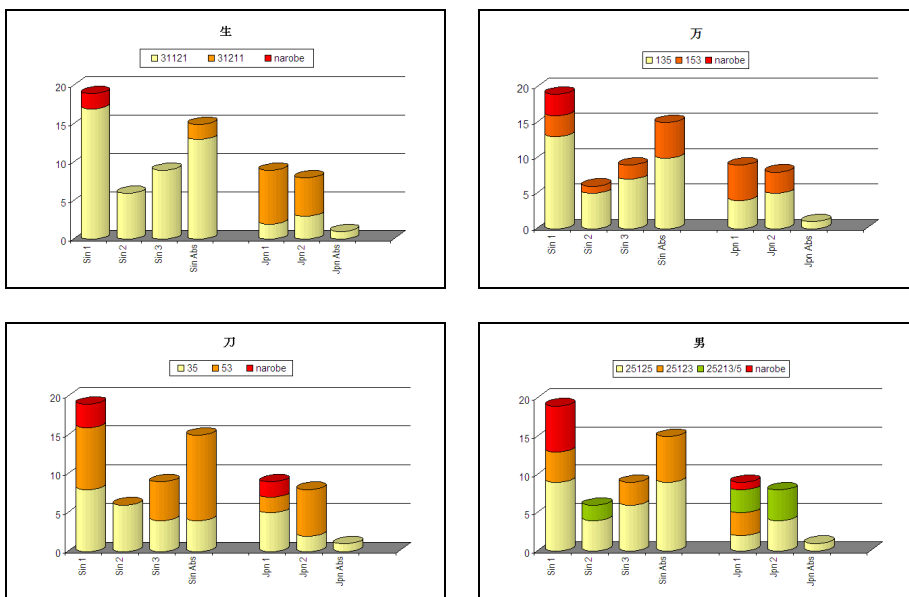 生
31121 31211 narobe
20
15
10
5
0
Sin 1 Sin 2 Sin 3 Sin Abs Jpn 1 Jpn 2 Jpn Abs
万
135 153 narobe
20
15
10
5
0
Sin 1 Sin 2 Sin 3 Sin Abs Jpn 1 Jpn 2 Jpn Abs
刀
35 53 narobe
20
15
10
5
0
Sin 1 Sin 2 Sin 3 Sin Abs Jpn 1 Jpn 2 Jpn Abs
男
25125 25123 25213/5 narobe
20
15
10
5
0
Sin 1 Sin 2 Sin 3 Sin Abs Jpn 1 Jpn 2 Jpn Abs